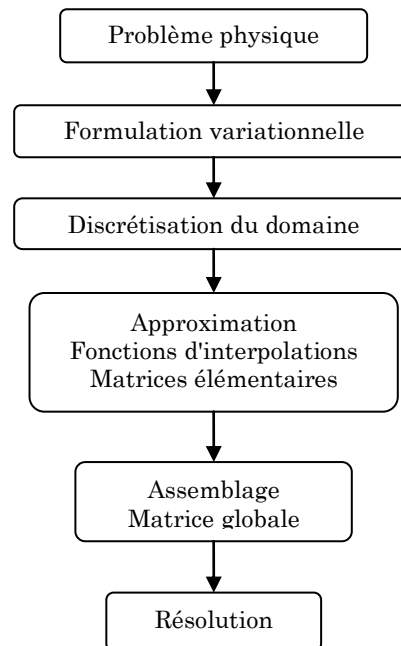 Problème physique
Formulation variationnelle
Discrétisation du domaine
Approximation
Fonctions d'interpolations
Matrices élémentaires
Assemblage
Matrice globale
Résolution